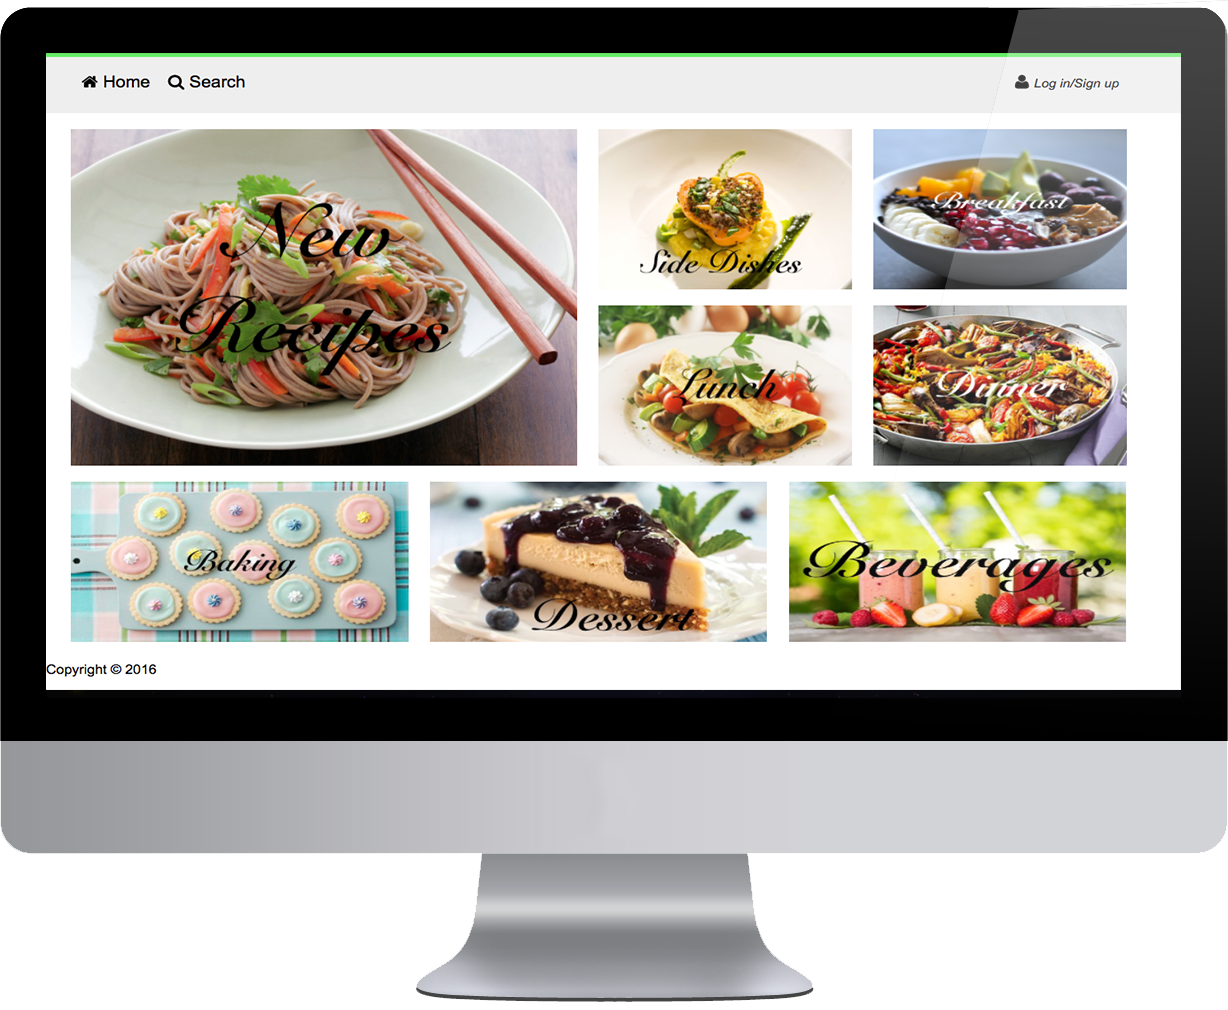 Home Search Log in/Sign up
New
Recipes
Side Dishes
Breakfast
Lunch
Dinner
Baking
Dessert
Beverages
Copyright © 2016